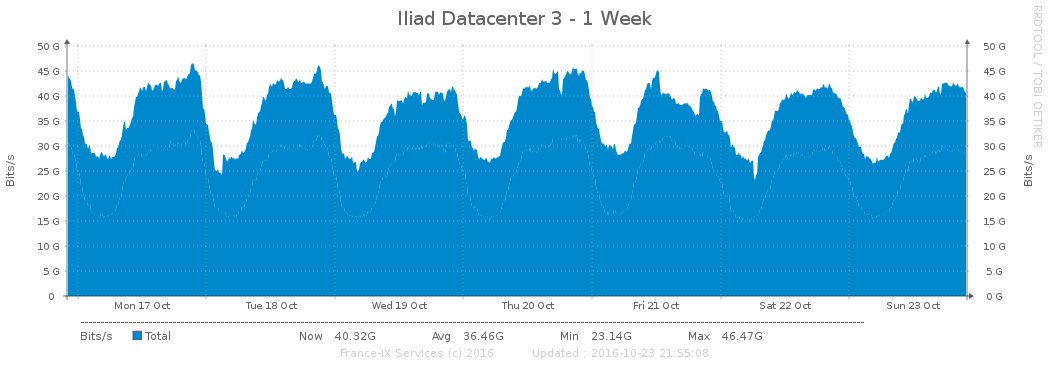 Iliad Datacenter 3 - 1 Week
RRDTOOL / TOBI OETIKER
Bits/s
50 G 50 G
45 G 45 G
40 G 40 G
35 G 35 G
30 G 30 G
25 G 25 G
20 G 20 G
15 G 15 G
10 G 10 G
5 G 5 G
0 0 G
Bits/s
Mon 17 Oct Tue 18 Oct Wed 19 Oct Thu 20 Oct Fri 21 Oct Sat 22 Oct Sun 23 Oct
Bits/s Total Now 40.32G Avg 36.46G Min 23.14G Max 46.47G
France-IX Services (c) 2016 Updated : 2016-10-23 21:55:08